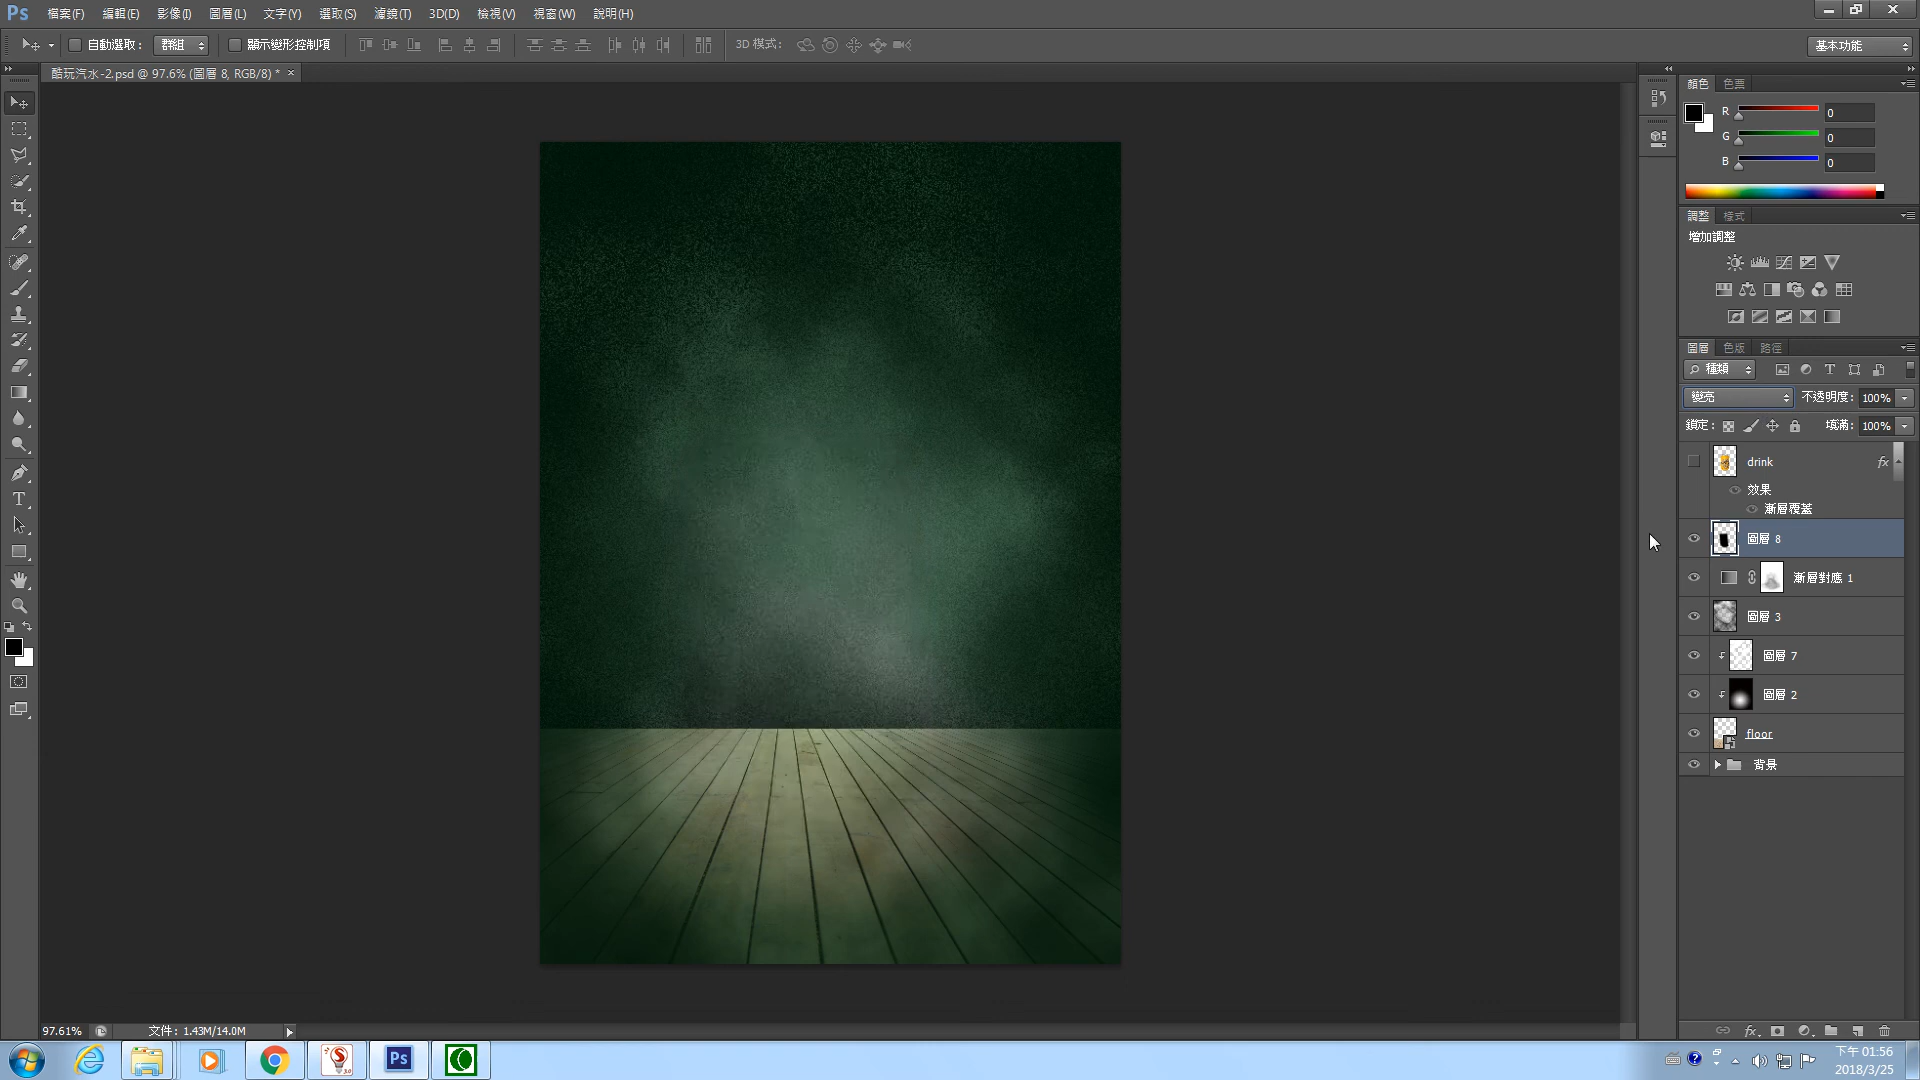 Ps 檔案(F) 編輯(E) 影像(I) 圖層(L) 文字(Y) 選取(S) 濾鏡(T) 3D(D) 檢視(V) 視窗(W) 說明(H)
自動選取： 群組 顯示變形控制項 3D 模式： 基本功能
酷玩汽水-2.psd @ 97.6% (圖層 8, RGB/8) * ×
顏色 色票
R 0
G 0
B 0
調整 樣式
增加調整
圖層 色版 路徑
種類
變亮 不透明度： 100%
鎖定： 填滿： 100%
drink fx
效果
漸層覆蓋
圖層 8
漸層對應 1
圖層 3
圖層 7
圖層 2
floor
背景
97.61% 文件：1.43M/14.0M
fx
Ps
下午 01:56
2018/3/25